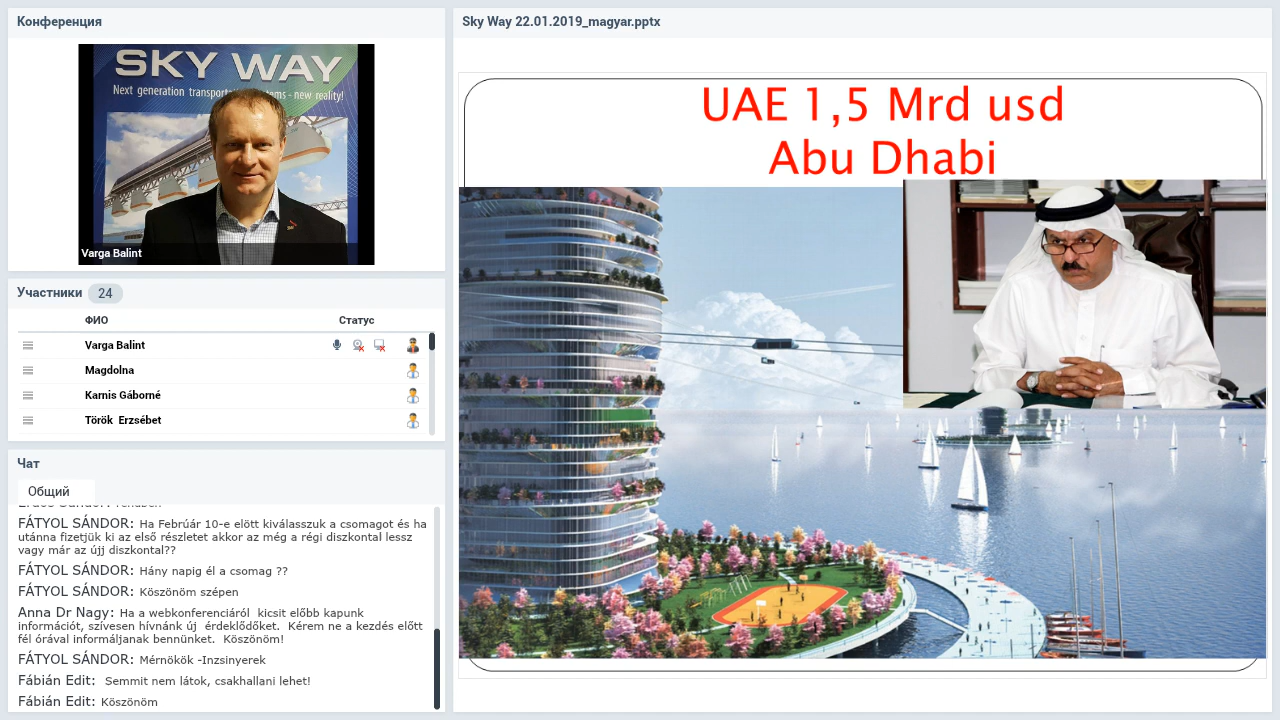 Конференция
SKY WAY
Next generation transport
ems - new reality!
Varga Balint
Участники 24
ФИО Статус
Varga Balint
Magdolna
Karnis Gáborné
Török Erzsébet
Чат
Общий
FÁTYOL SÁNDOR: Ha Február 10-e elött kiválasszuk a csomagot és ha
utánna fizetjük ki az első részletet akkor az még a régi diszkontal lessz
vagy már az újj diszkontal??
FÁTYOL SÁNDOR: Hány napig él a csomag ??
FÁTYOL SÁNDOR: Köszönöm szépen
Anna Dr Nagy: Ha a webkonferenciáról kicsit előbb kapunk
információt, szivesen hívnánk új érdeklődőket. Kérem ne a kezdés előtt
fél órával informáljanak bennünket. Köszönöm!
FÁTYOL SÁNDOR: Mérnökök -Inzsinyerek
Fábián Edit: Semmit nem látok, csakhallani lehet!
Fábián Edit: Köszönöm
Sky Way 22.01.2019_magyar.pptx
UAE 1,5 Mrd usd
Abu Dhabi